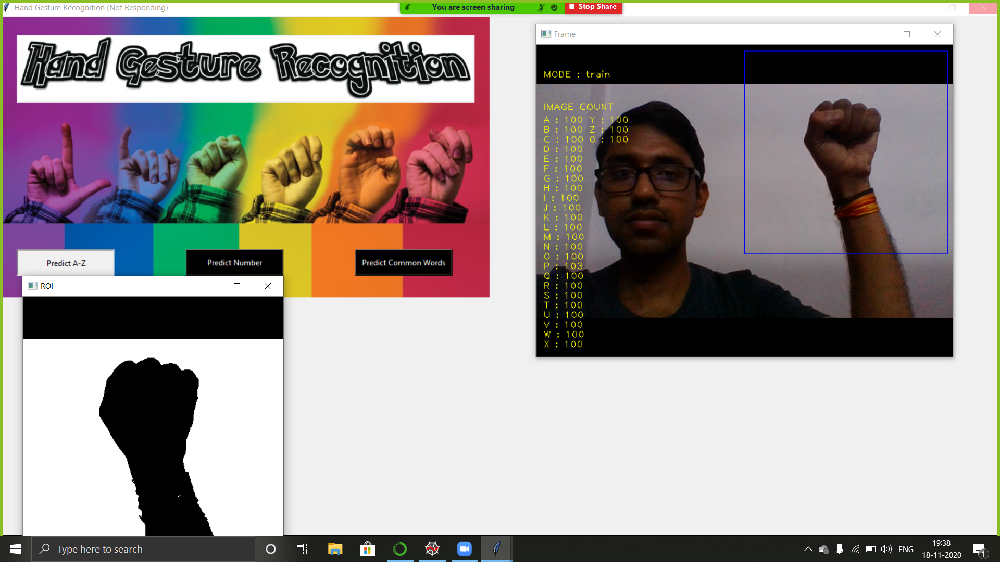 Hand Gesture Recognition (Not Responding)
You are screen sharing
Stop Share
Hand Gesture Recognition
Predict A-Z
Predict Number
Predict Common Words
ROI
Frame
MODE : train
IMAGE COUNT
A : 100 Y : 100
B : 100 Z : 100
C : 100 0 : 100
D : 100
E : 100
F : 100
G : 100
H : 100
I : 100
J : 100
K : 100
L : 100
M : 100
N : 100
O : 100
P : 103
Q : 100
R : 100
S : 100
T : 100
U : 100
V : 100
W : 100
X : 100
Type here to search
ENG
19:38
18-11-2020
1